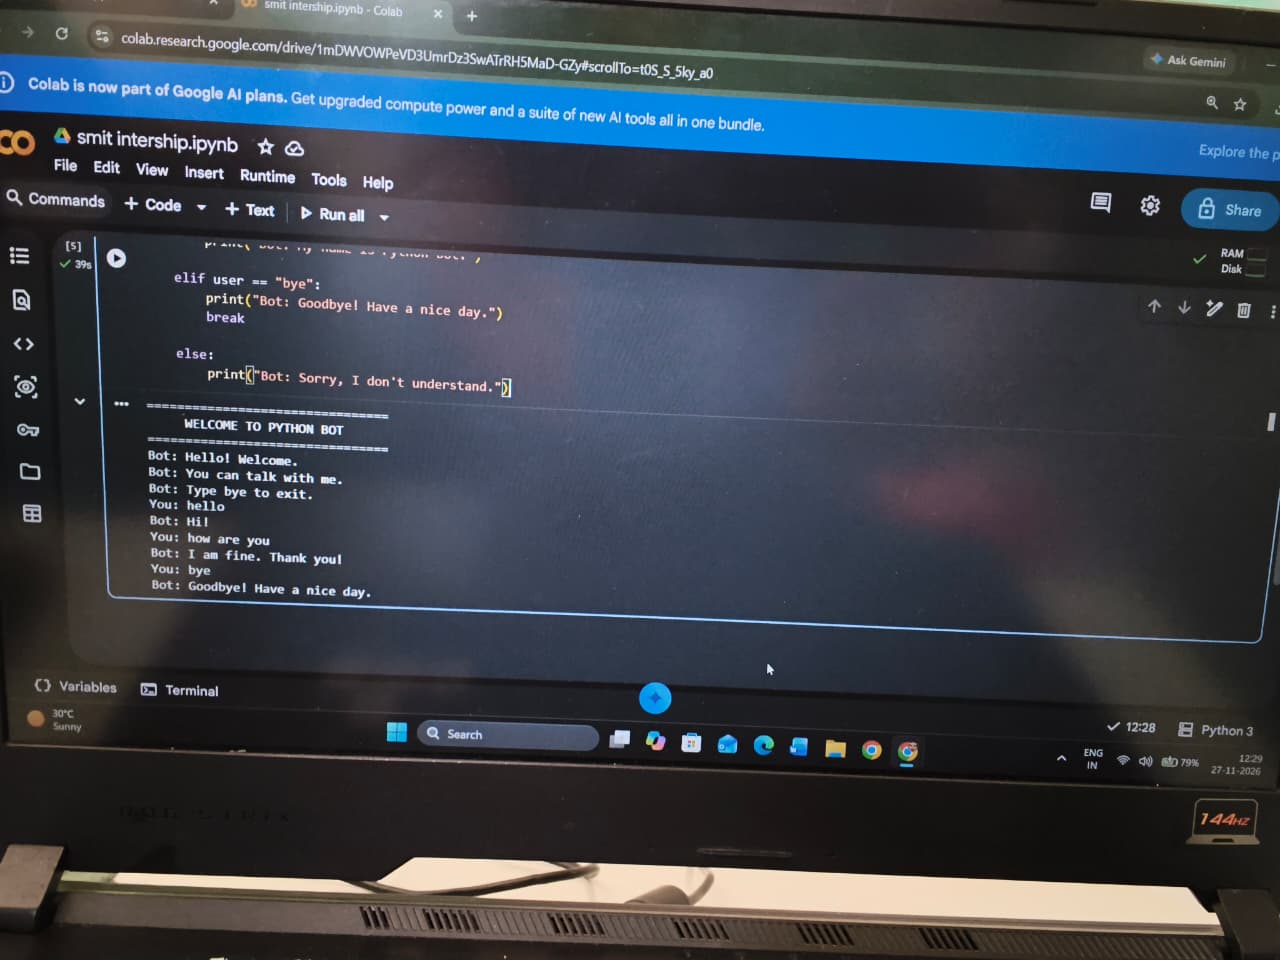 smit intership.ipynb - Colab
colab.research.google.com/drive/1mDWVOWPeVD3UmrDz3SwATrRH5MaD-GZy#scrollTo=t0S_S_5ky_a0
Ask Gemini
Colab is now part of Google AI plans. Get upgraded compute power and a suite of new AI tools all in one bundle.
Explore the p
smit intership.ipynb
File Edit View Insert Runtime Tools Help
Commands + Code + Text Run all
Share
RAM
Disk
[5]
39s
elif user == "bye":
print("Bot: Goodbye! Have a nice day.")
break
else:
print("Bot: Sorry, I don't understand.")
==============================
WELCOME TO PYTHON BOT
==============================
Bot: Hello! Welcome.
Bot: You can talk with me.
Bot: Type bye to exit.
You: hello
Bot: Hi!
You: how are you
Bot: I am fine. Thank you!
You: bye
Bot: Goodbye! Have a nice day.
Variables Terminal
12:28 Python 3
30°C
Sunny
Search
ENG
IN
79%
12:29
27-11-2026
144HZ